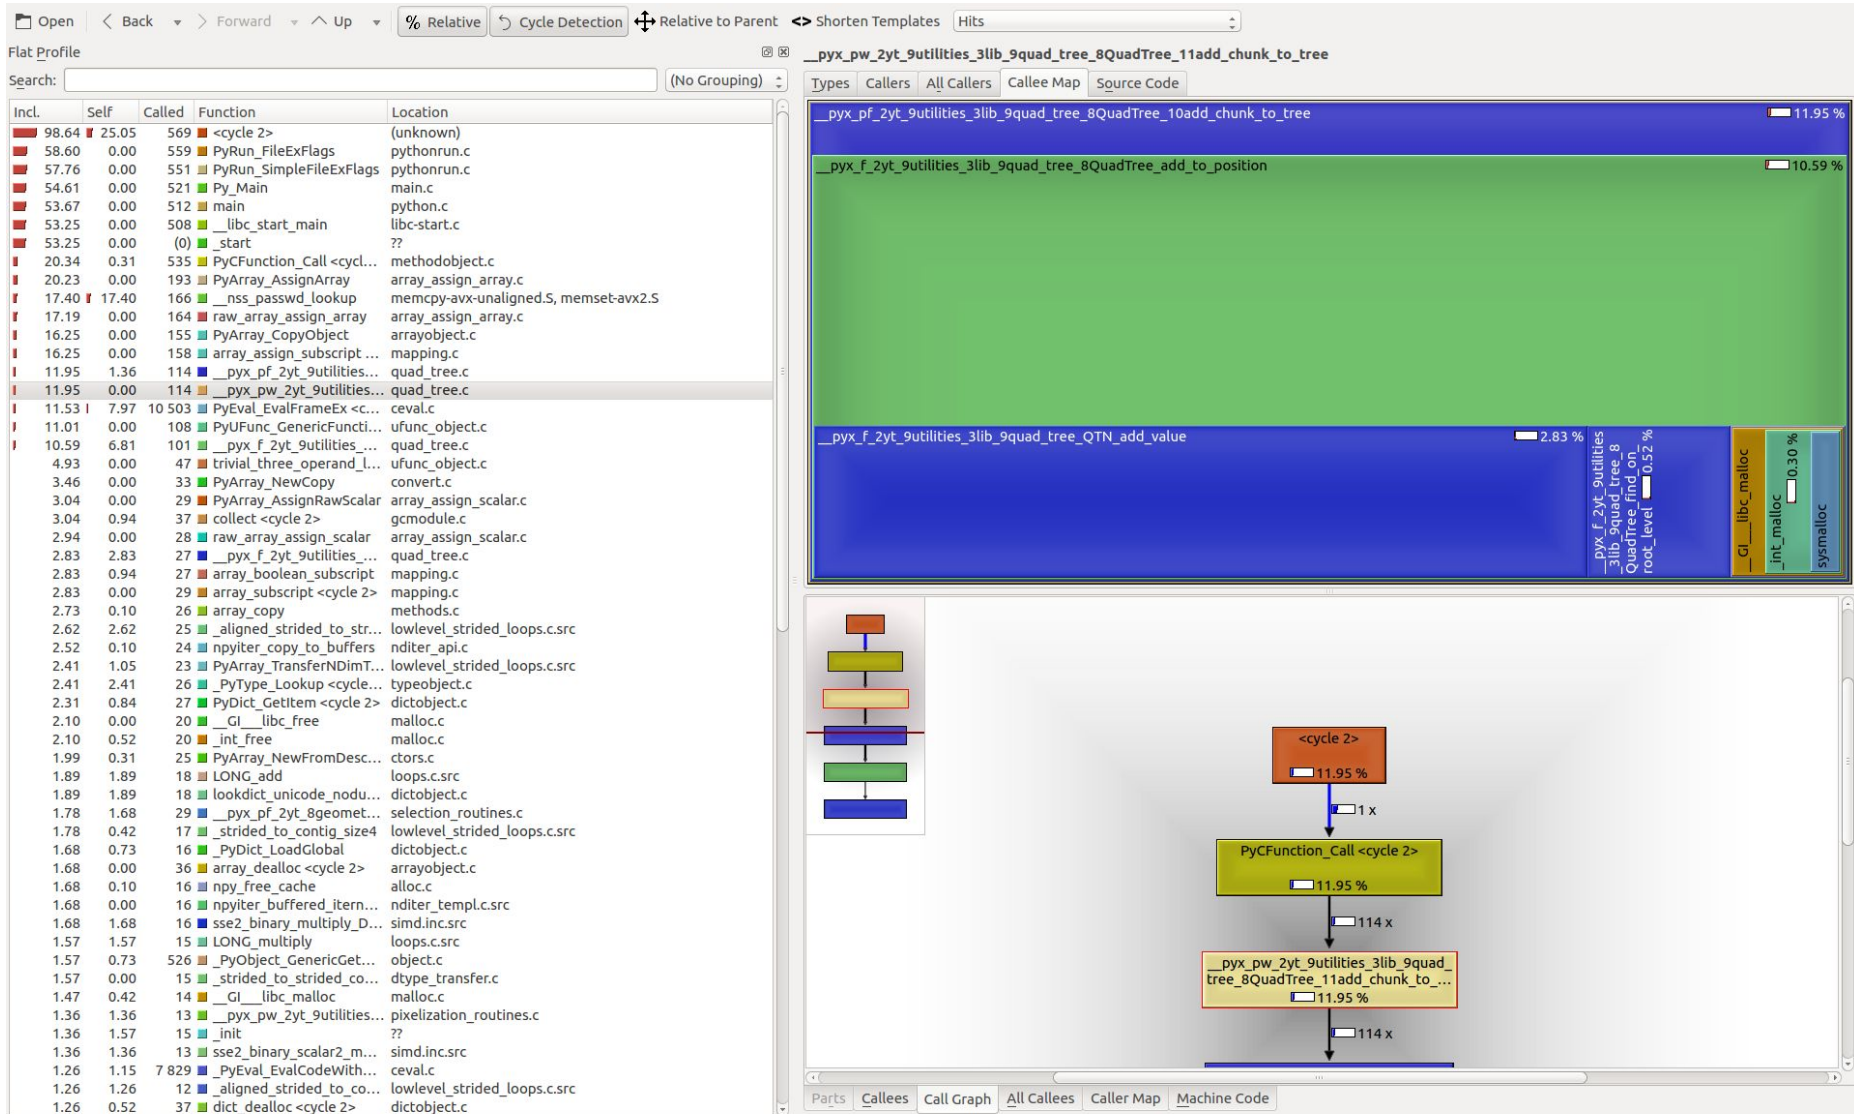 Open Back Forward Up % Relative Cycle Detection Relative to Parent <> Shorten Templates Hits
Flat Profile
Search: (No Grouping)
Incl. Self Called Function Location
98.64 25.05 569 <cycle 2> (unknown)
58.60 0.00 559 PyRun_FileExFlags pythonrun.c
57.76 0.00 551 PyRun_SimpleFileExFlags pythonrun.c
54.61 0.00 521 Py_Main main.c
53.67 0.00 512 main python.c
53.25 0.00 508 __libc_start_main libc-start.c
53.25 0.00 (0) _start ??
20.34 0.31 535 PyCFunction_Call <cycl... methodobject.c
20.23 0.00 193 PyArray_AssignArray array_assign_array.c
17.40 17.40 166 __nss_passwd_lookup memcpy-avx-unaligned.S, memset-avx2.S
17.19 0.00 164 raw_array_assign_array array_assign_array.c
16.25 0.00 155 PyArray_CopyObject arrayobject.c
16.25 0.00 158 array_assign_subscript ... mapping.c
11.95 1.36 114 __pyx_pf_2yt_9utilities... quad_tree.c
11.95 0.00 114 __pyx_pw_2yt_9utilities... quad_tree.c
11.53 7.97 10 503 PyEval_EvalFrameEx <c... ceval.c
11.01 0.00 108 PyUFunc_GenericFuncti... ufunc_object.c
10.59 6.81 101 __pyx_f_2yt_9utilities_... quad_tree.c
4.93 0.00 47 trivial_three_operand_l... ufunc_object.c
3.46 0.00 33 PyArray_NewCopy convert.c
3.04 0.00 29 PyArray_AssignRawScalar array_assign_scalar.c
3.04 0.94 37 collect <cycle 2> gcmodule.c
2.94 0.00 28 raw_array_assign_scalar array_assign_scalar.c
2.83 2.83 27 __pyx_f_2yt_9utilities_... quad_tree.c
2.83 0.94 27 array_boolean_subscript mapping.c
2.83 0.00 29 array_subscript <cycle 2> mapping.c
2.73 0.10 26 array_copy methods.c
2.62 2.62 25 _aligned_strided_to_str... lowlevel_strided_loops.c.src
2.52 0.10 24 npyiter_copy_to_buffers nditer_api.c
2.41 1.05 23 PyArray_TransferNDimT... lowlevel_strided_loops.c.src
2.41 2.41 26 _PyType_Lookup <cycle... typeobject.c
2.31 0.84 27 PyDict_GetItem <cycle 2> dictobject.c
2.10 0.00 20 __GI___libc_free malloc.c
2.10 0.52 20 _int_free malloc.c
1.99 0.31 25 PyArray_NewFromDesc... ctors.c
1.89 1.89 18 LONG_add loops.c.src
1.89 1.89 18 lookdict_unicode_nodu... dictobject.c
1.78 1.68 29 __pyx_pf_2yt_8geomet... selection_routines.c
1.78 0.42 17 _strided_to_contig_size4 lowlevel_strided_loops.c.src
1.68 0.73 16 _PyDict_LoadGlobal dictobject.c
1.68 0.00 36 array_dealloc <cycle 2> arrayobject.c
1.68 0.10 16 npy_free_cache alloc.c
1.68 0.00 16 npyiter_buffered_itern... nditer_templ.c.src
1.68 1.68 16 sse2_binary_multiply_D... simd.inc.src
1.57 1.57 15 LONG_multiply loops.c.src
1.57 0.73 526 _PyObject_GenericGet... object.c
1.57 0.00 15 _strided_to_strided_co... dtype_transfer.c
1.47 0.42 14 __GI___libc_malloc malloc.c
1.36 1.36 13 __pyx_pw_2yt_9utilities... pixelization_routines.c
1.36 1.57 15 _init ??
1.36 1.36 13 sse2_binary_scalar2_m... simd.inc.src
1.26 1.15 7 829 _PyEval_EvalCodeWith... ceval.c
1.26 1.26 12 _aligned_strided_to_co... lowlevel_strided_loops.c.src
1.26 0.52 37 dict_dealloc <cycle 2> dictobject.c
__pyx_pw_2yt_9utilities_3lib_9quad_tree_8QuadTree_11add_chunk_to_tree
Types Callers All Callers Callee Map Source Code
__pyx_pf_2yt_9utilities_3lib_9quad_tree_8QuadTree_10add_chunk_to_tree 11.95 %
__pyx_f_2yt_9utilities_3lib_9quad_tree_8QuadTree_add_to_position 10.59 %
__pyx_f_2yt_9utilities_3lib_9quad_tree_QTN_add_value 2.83 %
__pyx_f_2yt_9utilities
_3lib_9quad_tree_8
QuadTree_find_on_
root_level 0.52 %
__GI___libc_malloc
_int_malloc 0.30 %
sysmalloc
<cycle 2>
11.95 %
1 x
PyCFunction_Call <cycle 2>
11.95 %
114 x
__pyx_pw_2yt_9utilities_3lib_9quad_
tree_8QuadTree_11add_chunk_to_...
11.95 %
114 x
Parts Callees Call Graph All Callees Caller Map Machine Code